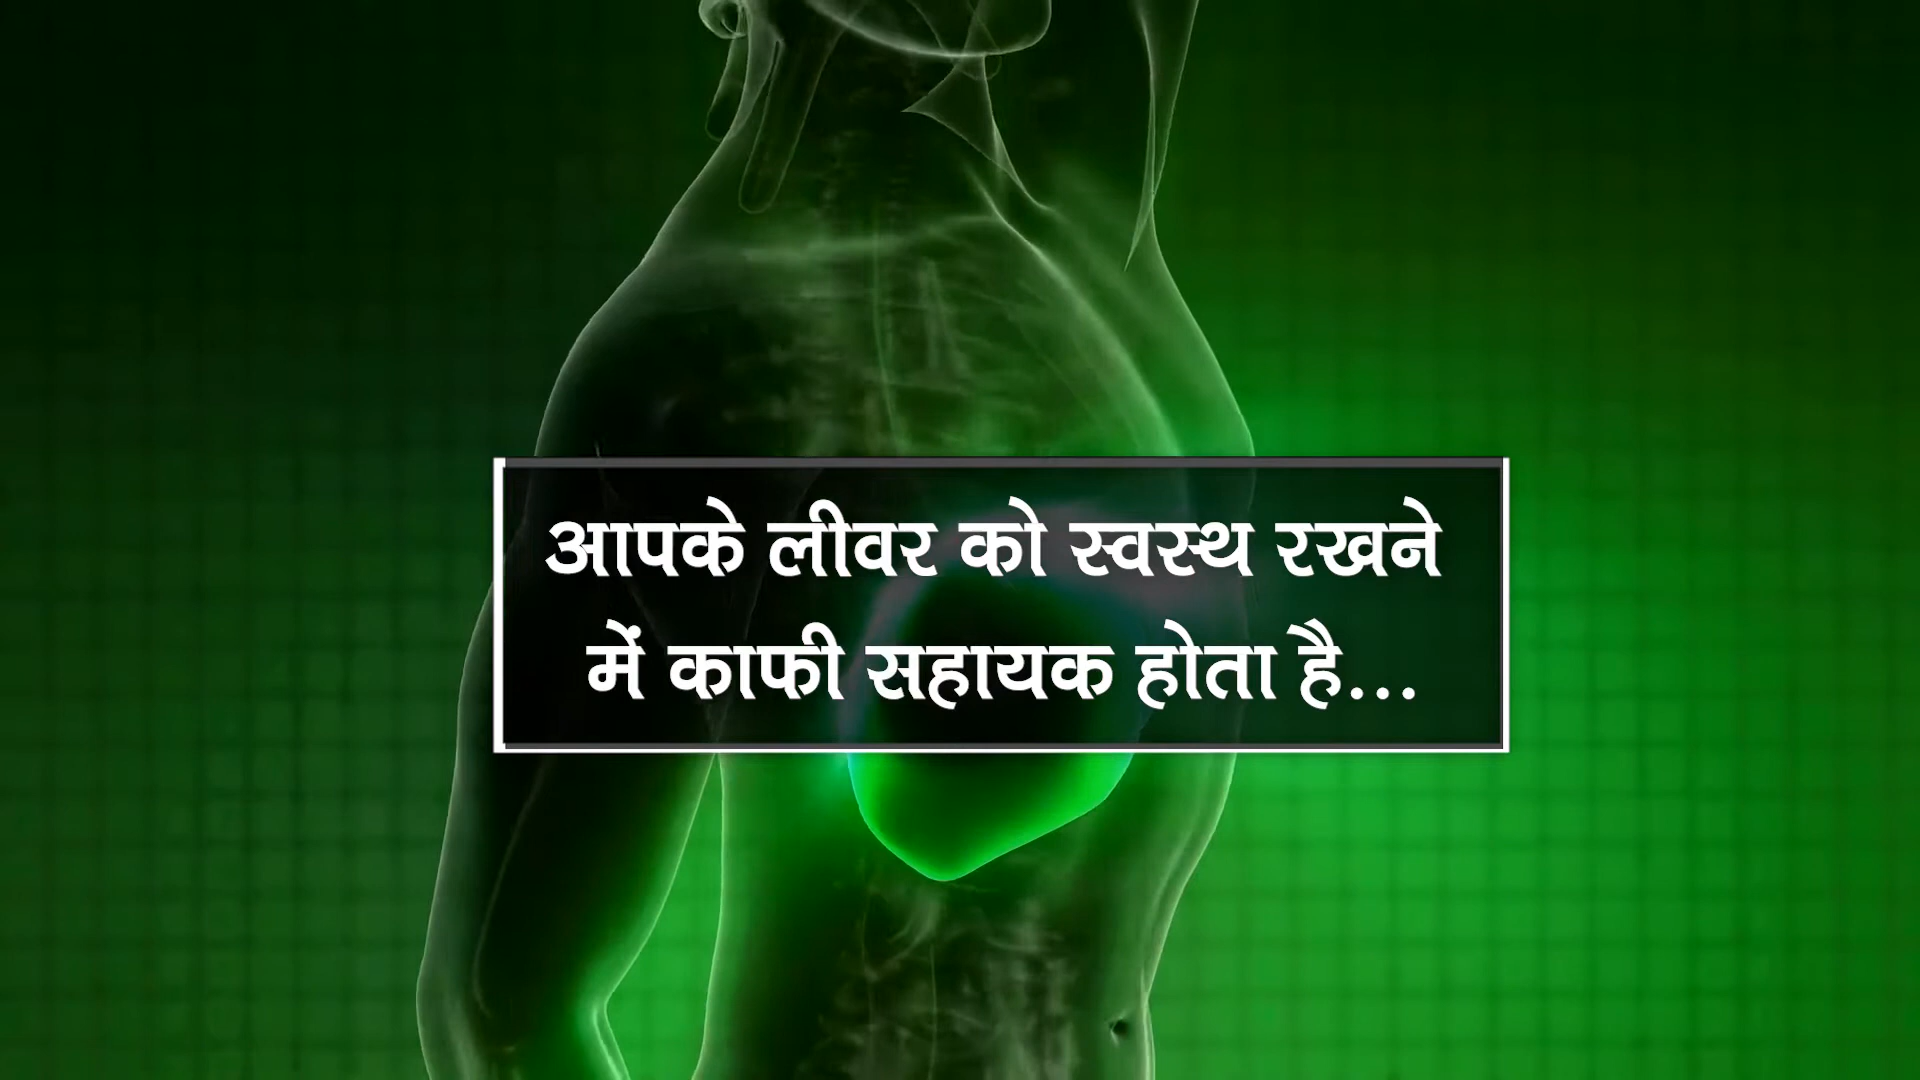 आपके लीवर को स्वस्थ रखने
में काफी सहायक होता है...